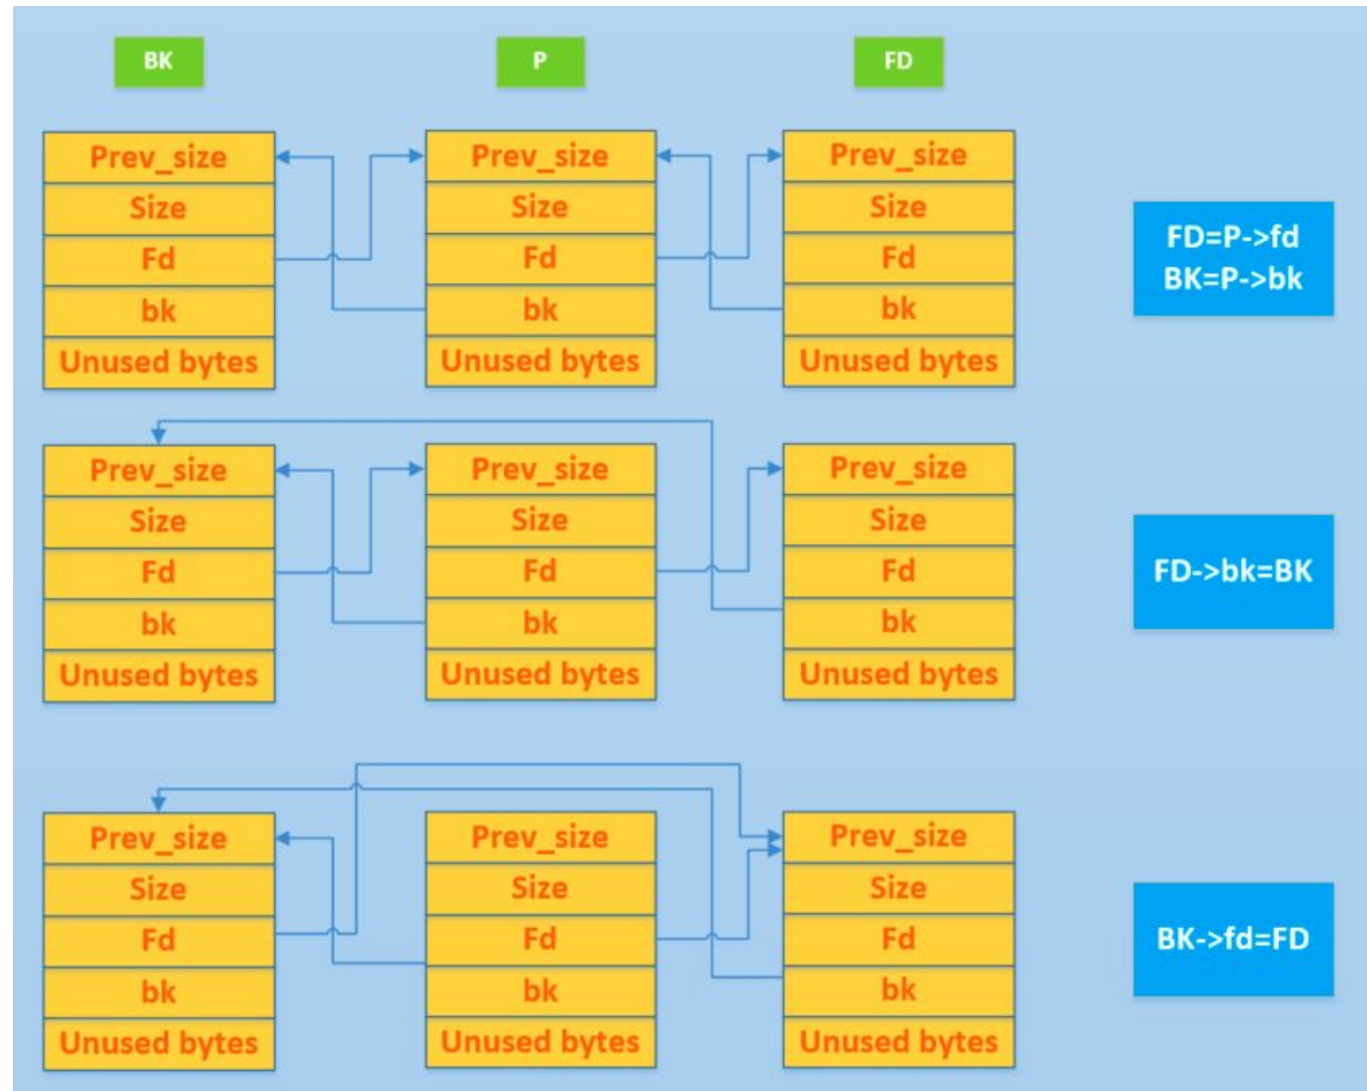 BK
P
FD
Prev_size
Size
Fd
bk
Unused bytes
Prev_size
Size
Fd
bk
Unused bytes
Prev_size
Size
Fd
bk
Unused bytes
FD=P->fd
BK=P->bk
Prev_size
Size
Fd
bk
Unused bytes
Prev_size
Size
Fd
bk
Unused bytes
Prev_size
Size
Fd
bk
Unused bytes
FD->bk=BK
Prev_size
Size
Fd
bk
Unused bytes
Prev_size
Size
Fd
bk
Unused bytes
Prev_size
Size
Fd
bk
Unused bytes
BK->fd=FD